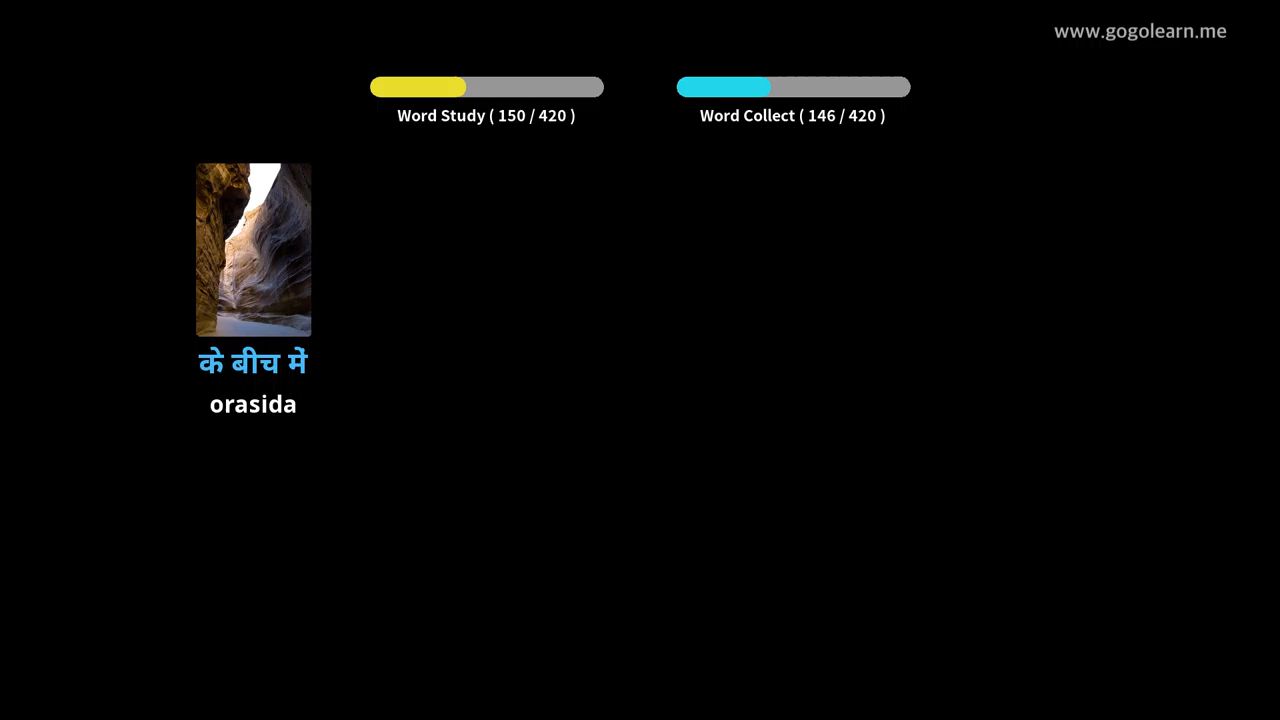 www.gogolearn.me
Word Study ( 150 / 420 )
Word Collect ( 146 / 420 )
के बीच में
orasida